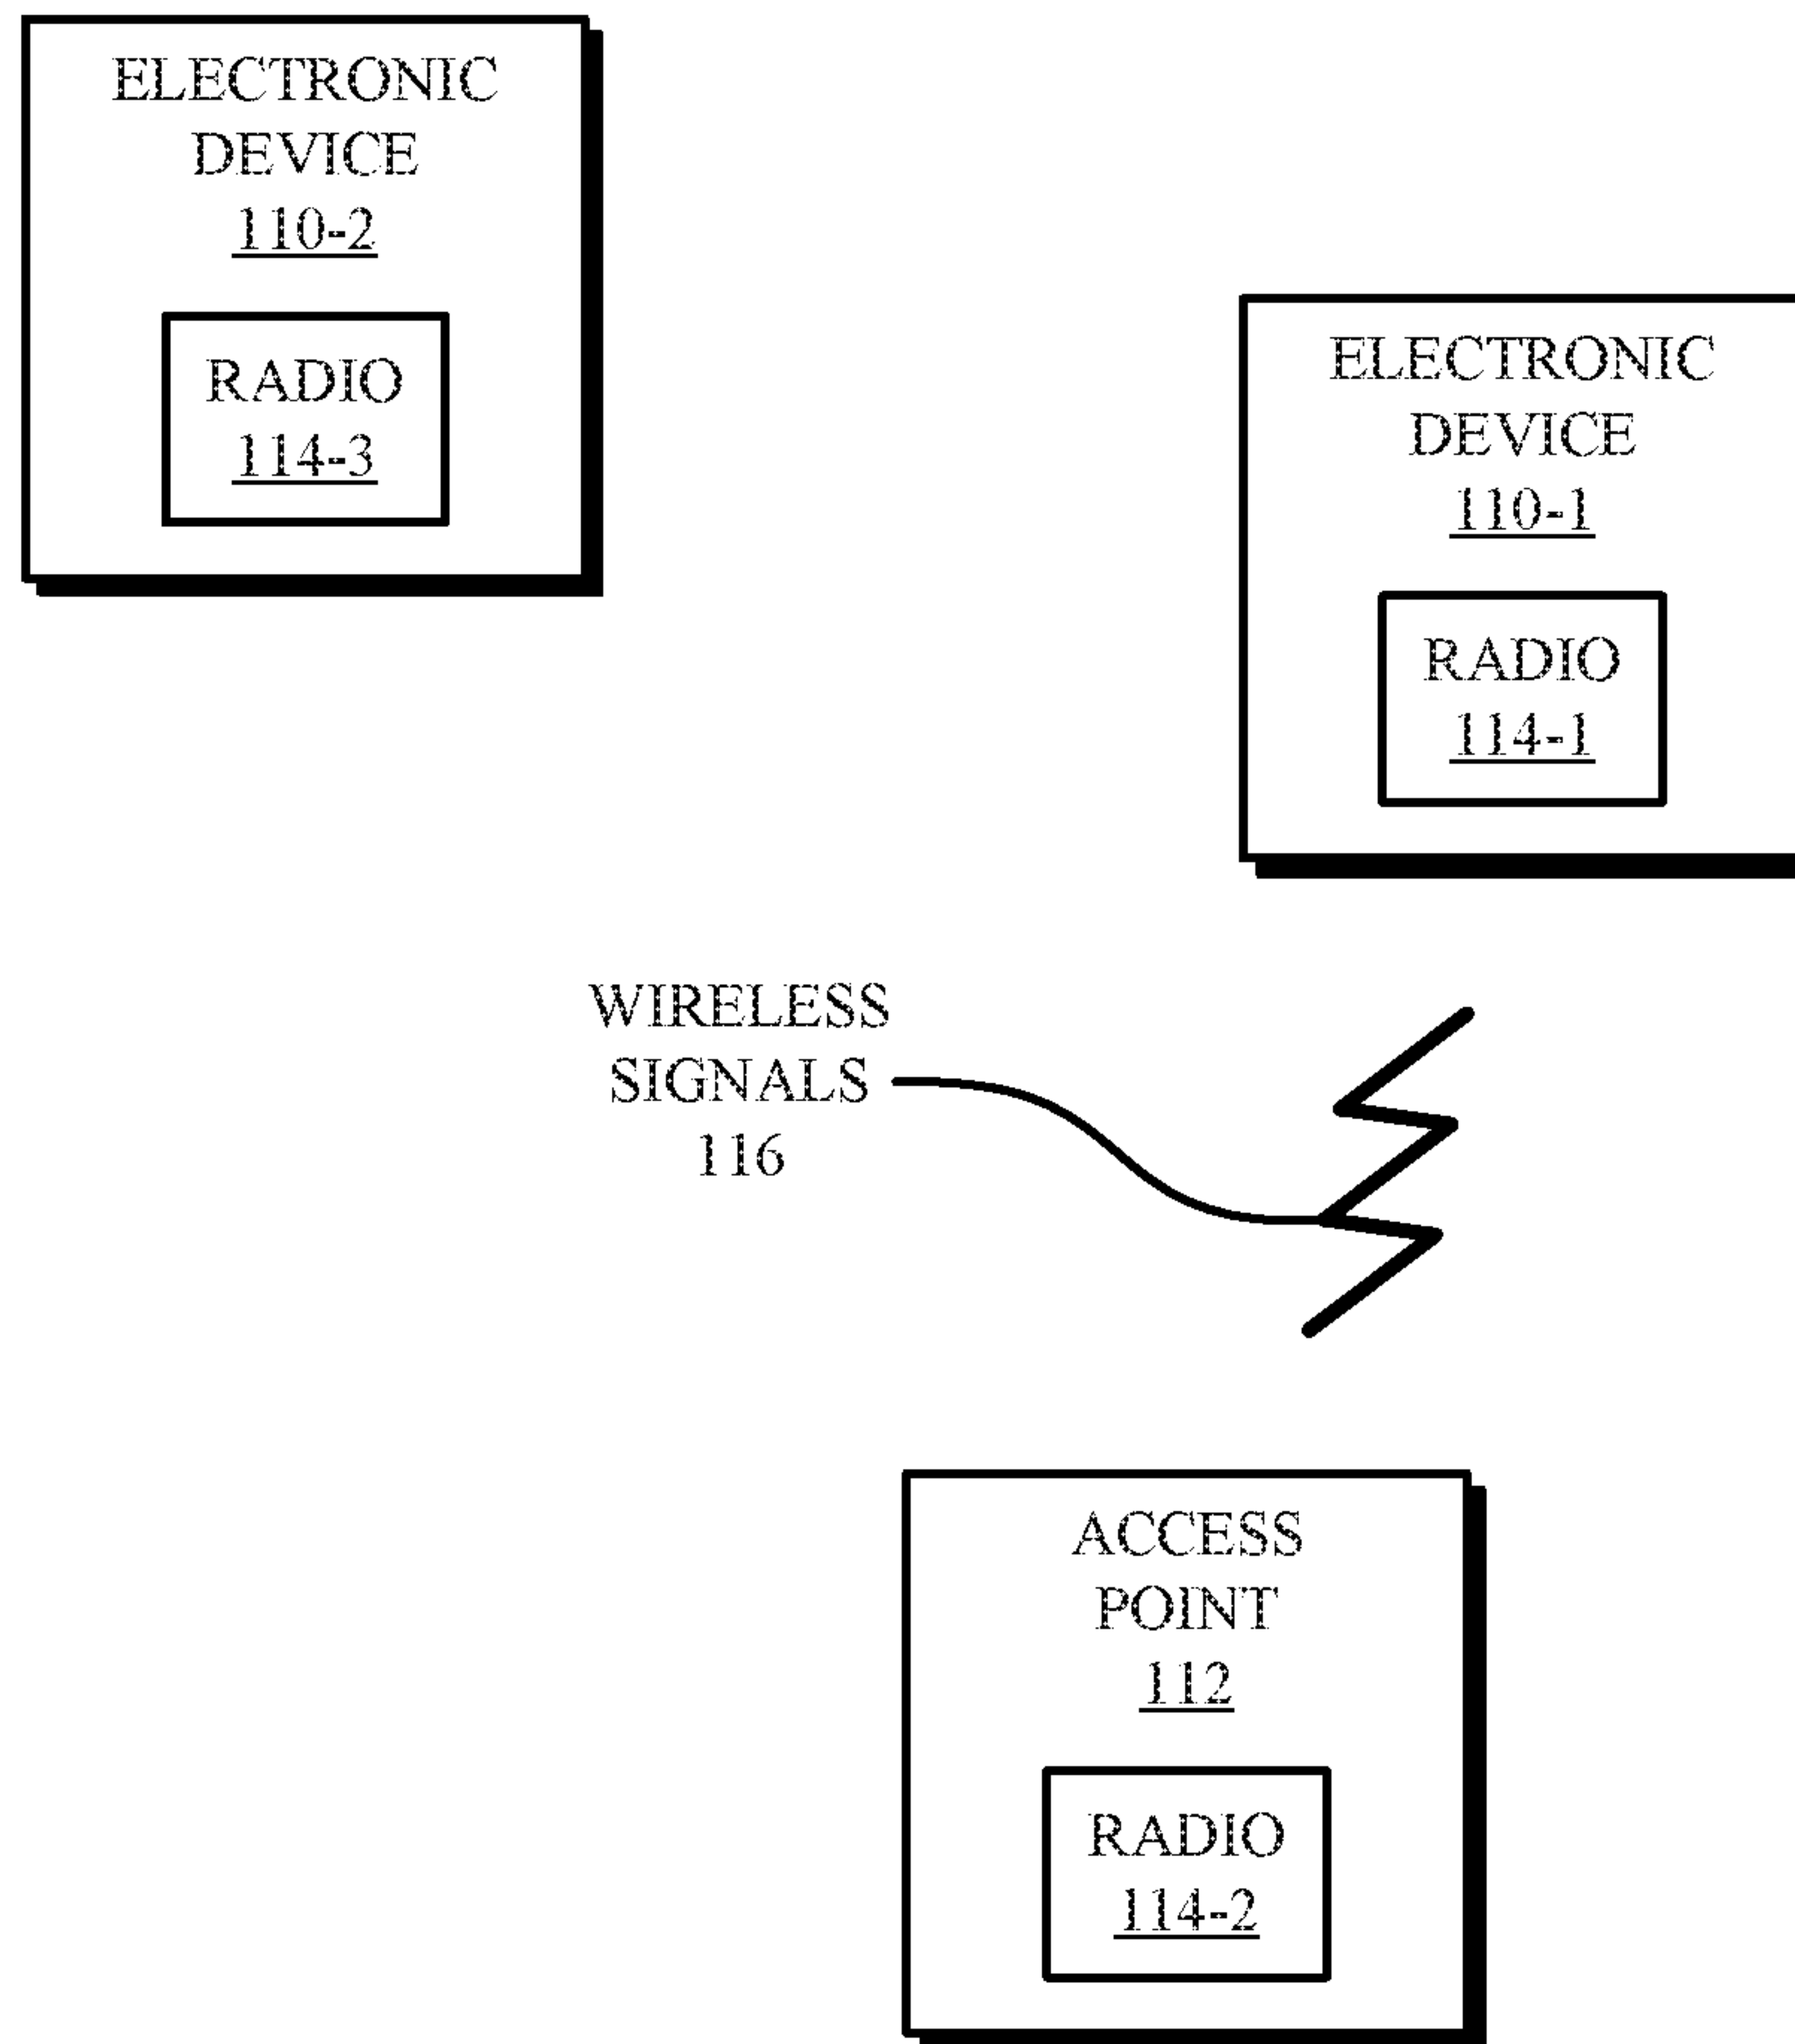 ELECTRONIC
DEVICE
110-2
RADIO
114-3
ELECTRONIC
DEVICE
110-1
RADIO
114-1
WIRELESS
SIGNALS
116
ACCESS
POINT
112
RADIO
114-2